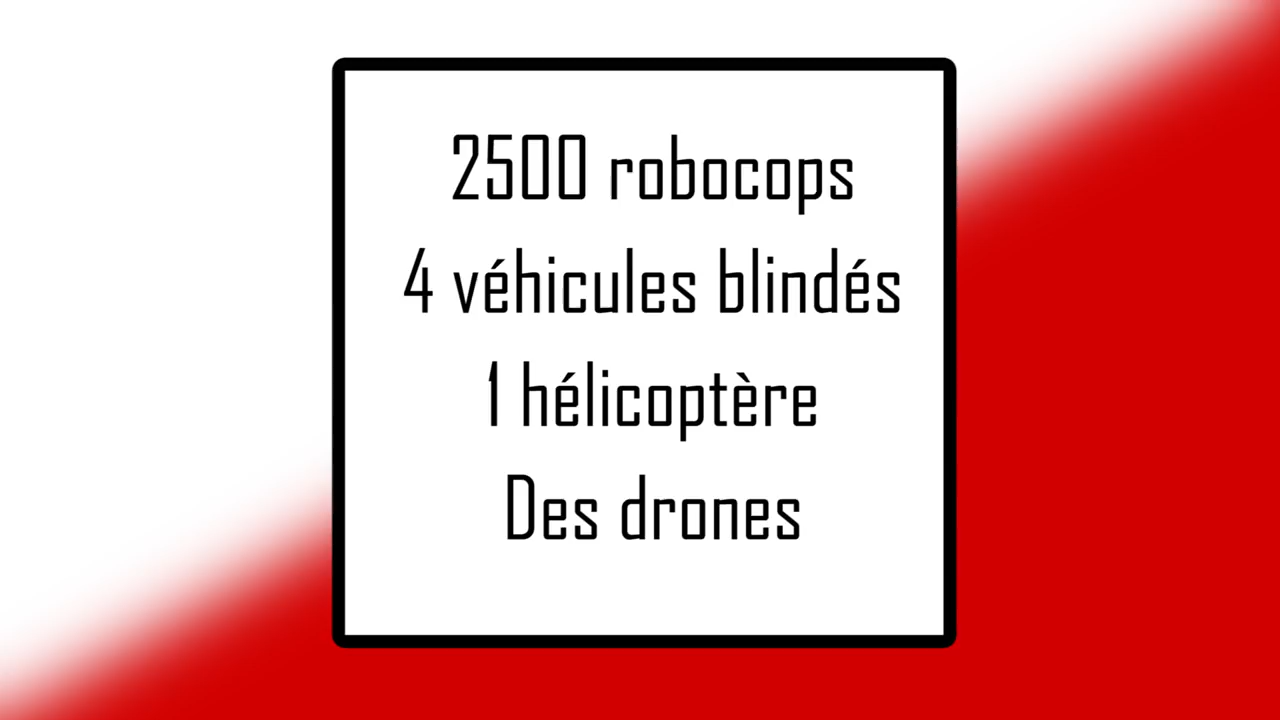 2500 robocops
4 véhicules blindés
1 hélicoptère
Des drones